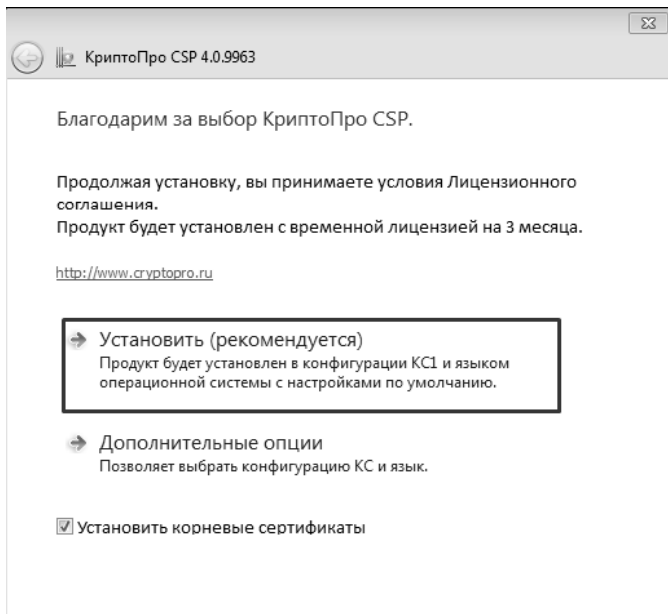 КриптоПро CSP 4.0.9963
Благодарим за выбор КриптоПро CSP.
Продолжая установку, вы принимаете условия Лицензионного
соглашения.
Продукт будет установлен с временной лицензией на 3 месяца.
http://www.cryptopro.ru
Установить (рекомендуется)
Продукт будет установлен в конфигурации КС1 и языком
операционной системы с настройками по умолчанию.
Дополнительные опции
Позволяет выбрать конфигурацию КС и язык.
Установить корневые сертификаты